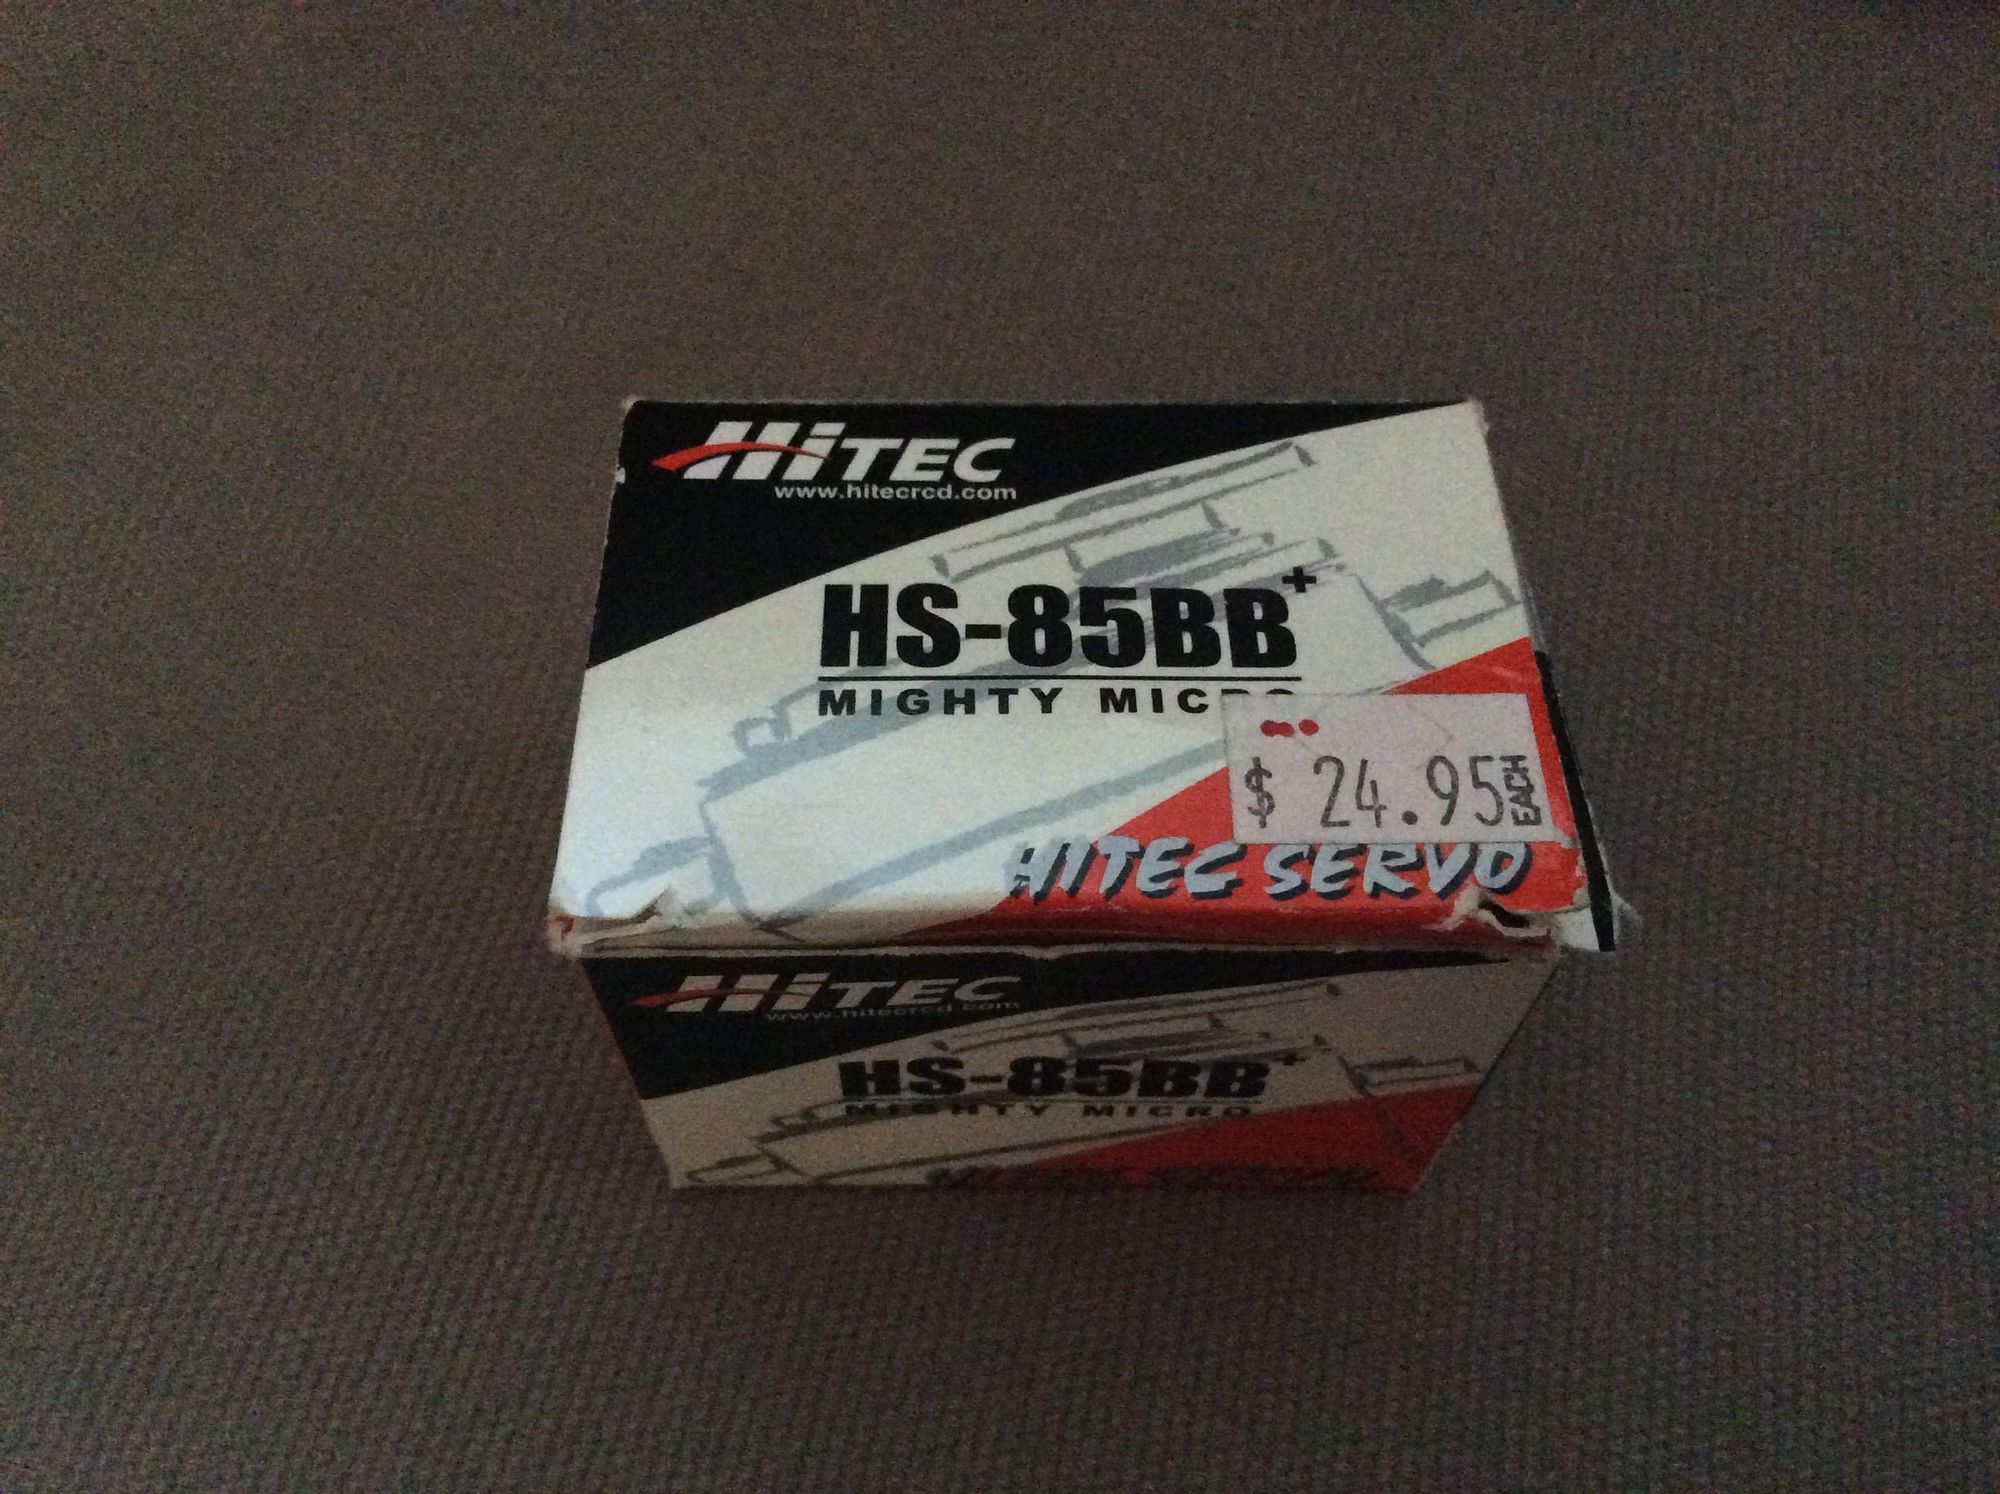 HiTEC
www.hitecrcd.com
HS-85BB+
MIGHTY MICRO
$ 24.95 EACH
HITEC SERVO
HiTEC
www.hitecrcd.com
HS-85BB+
MIGHTY MICRO